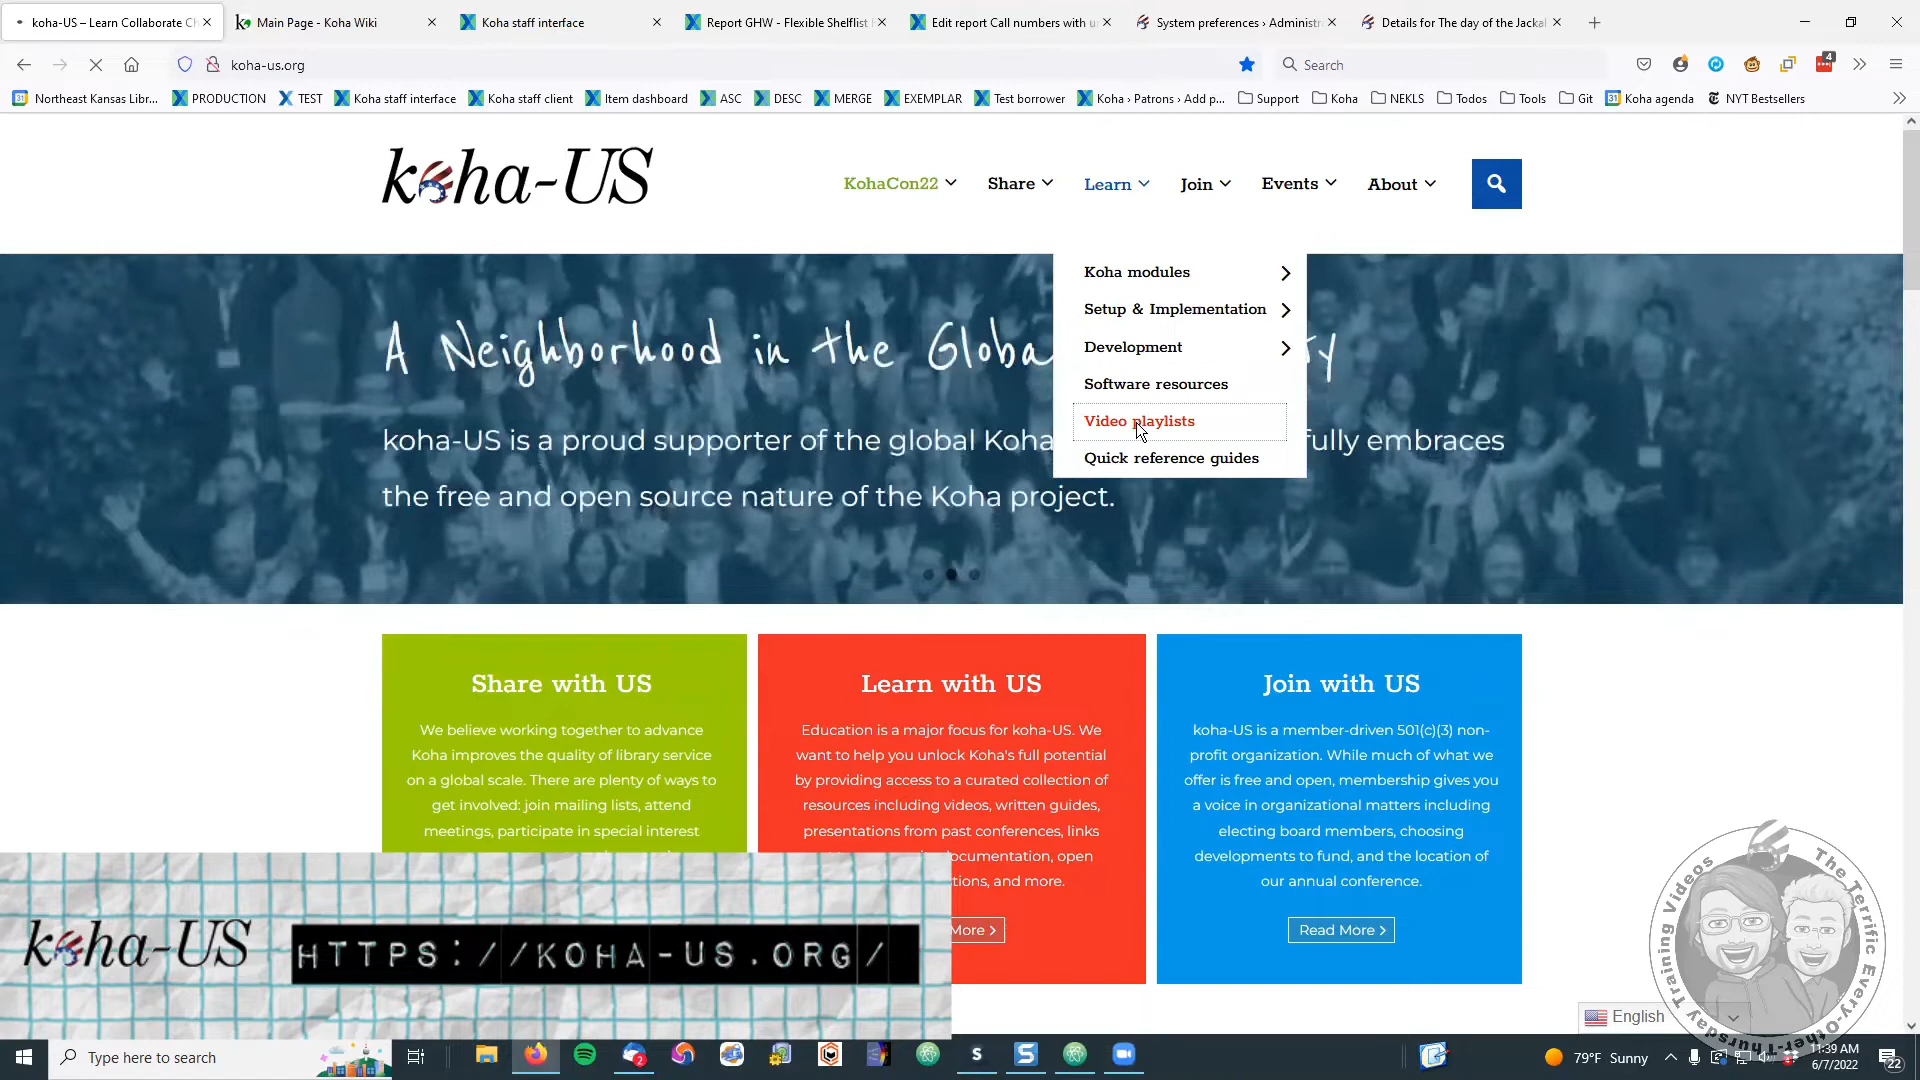 koha-US – Learn Collaborate C
Main Page - Koha Wiki
Koha staff interface
Report GHW - Flexible Shelflist
Edit report Call numbers with u
System preferences › Administr
Details for The day of the Jackal
koha-us.org
Search
4
Northeast Kansas Libr...
PRODUCTION
TEST
Koha staff interface
Koha staff client
Item dashboard
ASC
DESC
MERGE
EXEMPLAR
Test borrower
Koha › Patrons › Add p...
Support
Koha
NEKLS
Todos
Tools
Git
Koha agenda
NYT Bestsellers
koha-US
KohaCon22
Share
Learn
Join
Events
About
Koha modules
Setup & Implementation
Development
Software resources
Video playlists
Quick reference guides
A Neighborhood in the Globa ty
koha-US is a proud supporter of the global Koha fully embraces
the free and open source nature of the Koha project.
Share with US
We believe working together to advance
Koha improves the quality of library service
on a global scale. There are plenty of ways to
get involved: join mailing lists, attend
meetings, participate in special interest
Learn with US
Education is a major focus for koha-US. We
want to help you unlock Koha's full potential
by providing access to a curated collection of
resources including videos, written guides,
presentations from past conferences, links
ocumentation, open
tions, and more.
More >
Join with US
koha-US is a member-driven 501(c)(3) non-
profit organization. While much of what we
offer is free and open, membership gives you
a voice in organizational matters including
electing board members, choosing
developments to fund, and the location of
our annual conference.
Read More >
koha-US
HTTPS://KOHA-US.ORG/
The Terrific Every-Other-Thursday Training Videos
English
Type here to search
2
79°F Sunny
11:39 AM
6/7/2022
22